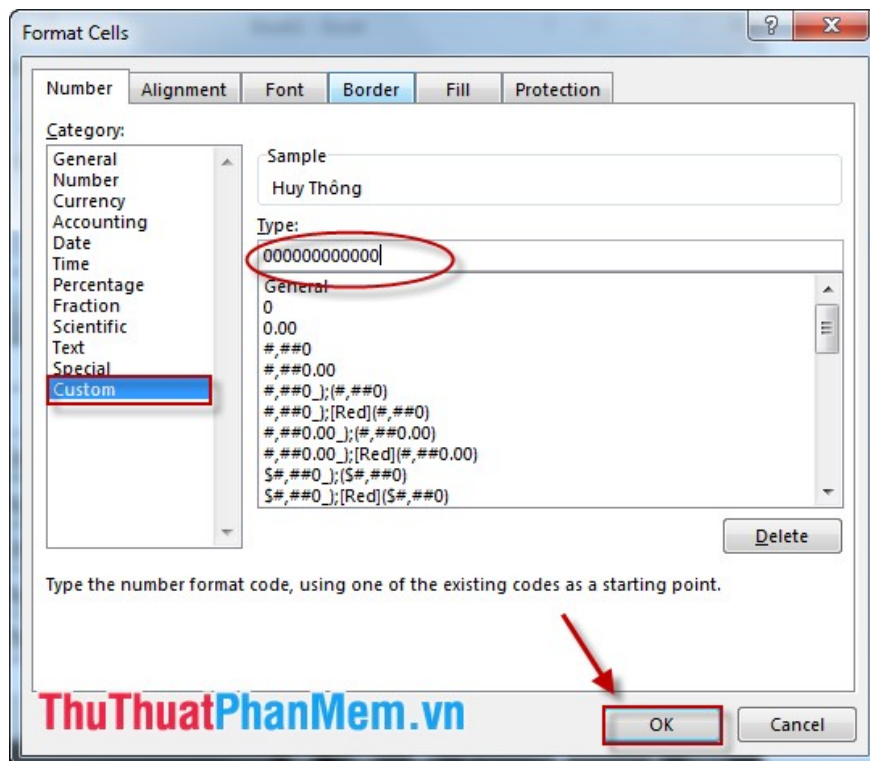 Format Cells
Number Alignment Font Border Fill Protection
Category:
General
Number
Currency
Accounting
Date
Time
Percentage
Fraction
Scientific
Text
Special
Custom
Sample
Huy Thông
Type:
000000000000
General
0
0.00
#,##0
#,##0.00
#,##0_);(#,##0)
#,##0_);[Red](#,##0)
#,##0.00_);(#,##0.00)
#,##0.00_);[Red](#,##0.00)
$#,##0_);($#,##0)
$#,##0_);[Red]($#,##0)
Delete
Type the number format code, using one of the existing codes as a starting point.
ThuThuatPhanMem.vn
OK Cancel